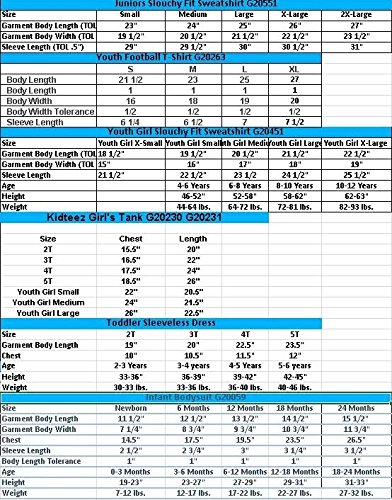 Juniors Slouchy Fit Sweatshirt G20551
Size Small Medium Large X-Large 2X-Large
Garment Body Length (TOL 23" 24" 25" 26" 27"
Garment Body Width (TOL 19 1/2" 20 1/2" 21 1/2" 22 1/2" 23 1/2"
Sleeve Length (TOL .5") 29" 29 1/2" 30" 30 1/2" 31"
Youth Football T-Shirt G20263
S M L XL
Body Length 21 1/2 23 25 27
Body Length 1 1 1 1
Body Width 16 18 19 20
Body Width Tolerance 1/2 1/2 1/2 1/2
Sleeve Length 6 1/4 6 1/2 7 7 1/2
Youth Girl Slouchy Fit Sweatshirt G20451
Size Youth Girl X-Small Youth Girl Small Youth Girl Medi Youth Girl Large Youth Girl X-Large
Garment Body Length (TOL 18 1/2" 19 1/2" 20 1/2" 21 1/2" 22 1/2"
Garment Body Width (TOL 15" 16" 17" 18" 19"
Sleeve Length 21 1/2" 22 1/2" 23 1/2 24 1/2" 25 1/2"
Age 4-6 Years 6-8 Years 8-10 Years 10-12 Years
Height 46-52" 52-58" 58-62" 62-63"
Weight 44-64 lbs. 64-72 lbs. 72-81 lbs. 82-93 lbs.
Kidteez Girl's Tank G20230 G20231
Size Chest Length
2T 15.5" 20"
3T 16.5" 22"
4T 17.5" 24"
5T 18.5" 26"
Youth Girl Small 22" 20.5"
Youth Girl Medium 24" 21.5"
Youth Girl Large 26" 22.5"
Toddler Sleeveless Dress
Size 2T 3T 4T 5T
Garment Body Length 19" 20" 22.5" 23.5"
Chest 10" 10.5" 11.5" 12"
Age 2-3 Years 3-4 years 4-5 Years 5-6 years
Height 33-36" 36-39" 39-42" 42-45"
Weight 30-33 lbs. 33-36 lbs. 36-40 lbs. 40-46 lbs.
Infant Bodysuit G20059
Size Newborn 6 Months 12 Months 18 Months 24 Months
Garment Body Length 11 1/2" 12 1/2" 13 1/2" 14 1/2" 15 1/2"
Garment Body Width 7 1/4" 8 3/4" 9 3/4" 10 3/4" 11 3/4"
Chest 14.5" 17.5" 19.5" 23.5" 26.5"
Sleeve Length 2 1/2" 2 3/4" 3" 3 1/4" 3 1/2"
Body Length Tolerance 1" 1" 1" 1" 1"
Age 0-3 Months 3-6 Months 6-12 Months 12-18 Months 18-24 Months
Height 19-23" 23-27" 27-29" 29-31" 31-33"
Weight 7-12 lbs. 12-17 lbs. 17-22 lbs. 22-27 lbs. 27-32 lbs.